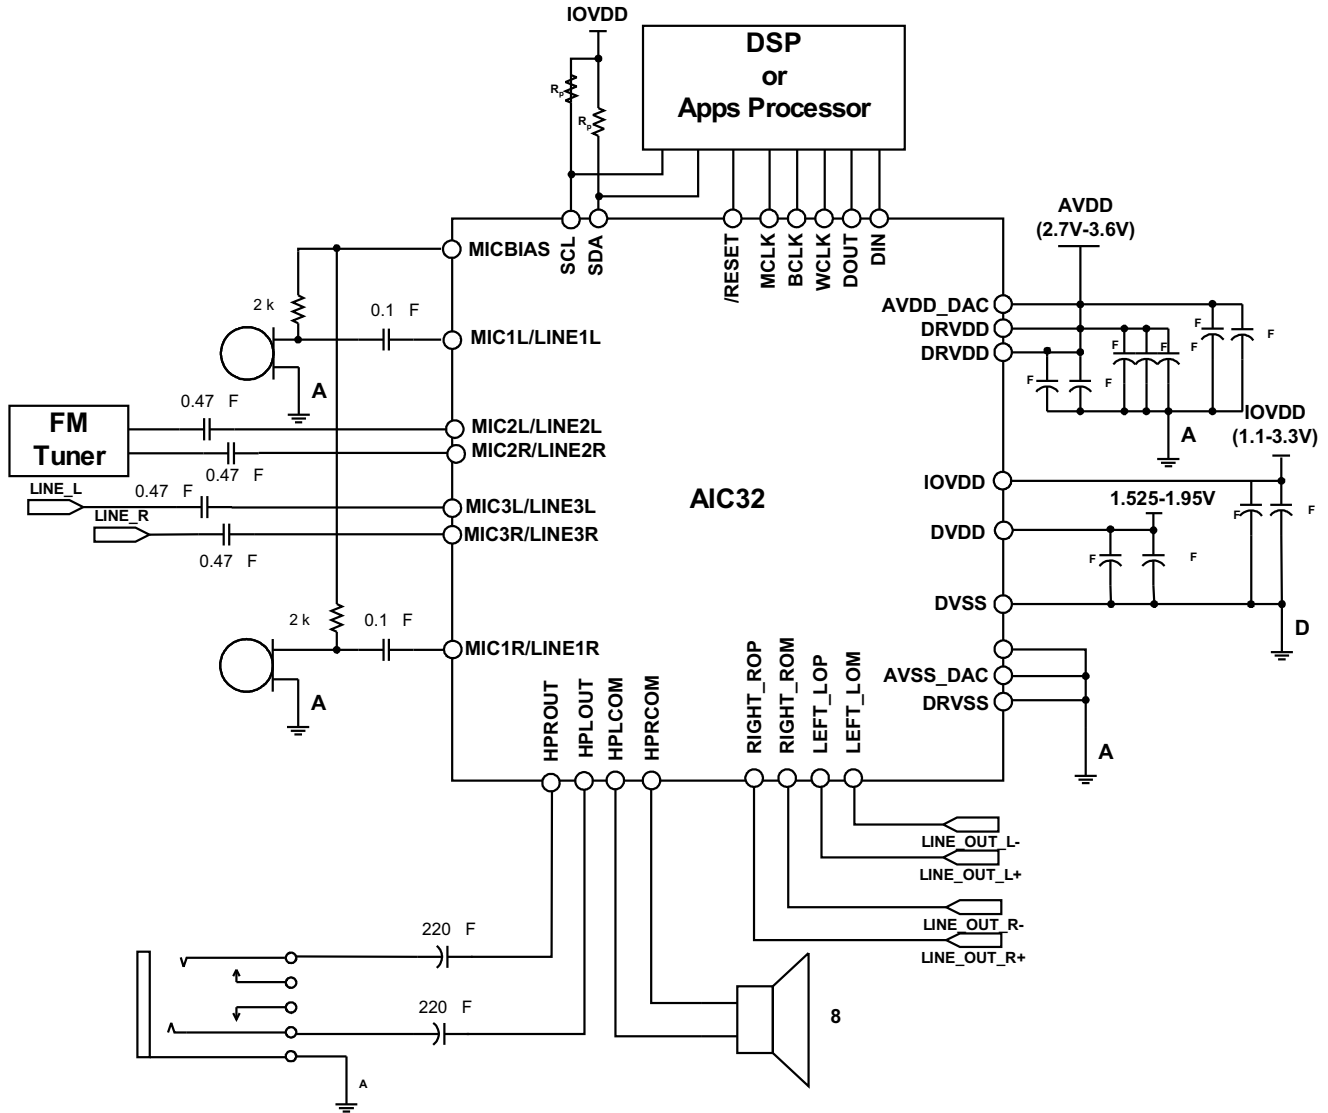 IOVDD
DSP
or
Apps Processor
Rp
Rp
AVDD
(2.7V-3.6V)
MICBIAS
SCL
SDA
/RESET
MCLK
BCLK
WCLK
DOUT
DIN
2 k
0.1 F
MIC1L/LINE1L
A
AVDD_DAC
DRVDD
DRVDD
F
F
F
F
F
F
F
A
0.47 F
FM
Tuner
MIC2L/LINE2L
MIC2R/LINE2R
0.47 F
IOVDD
(1.1-3.3V)
LINE_L
0.47 F
MIC3L/LINE3L
LINE_R
MIC3R/LINE3R
0.47 F
AIC32
IOVDD
1.525-1.95V
F
F
DVDD
F
F
DVSS
D
2 k
0.1 F
MIC1R/LINE1R
A
AVSS_DAC
DRVSS
A
HPROUT
HPLOUT
HPLCOM
HPRCOM
RIGHT_ROP
RIGHT_ROM
LEFT_LOP
LEFT_LOM
LINE_OUT_L-
LINE_OUT_L+
LINE_OUT_R-
LINE_OUT_R+
220 F
220 F
8
A